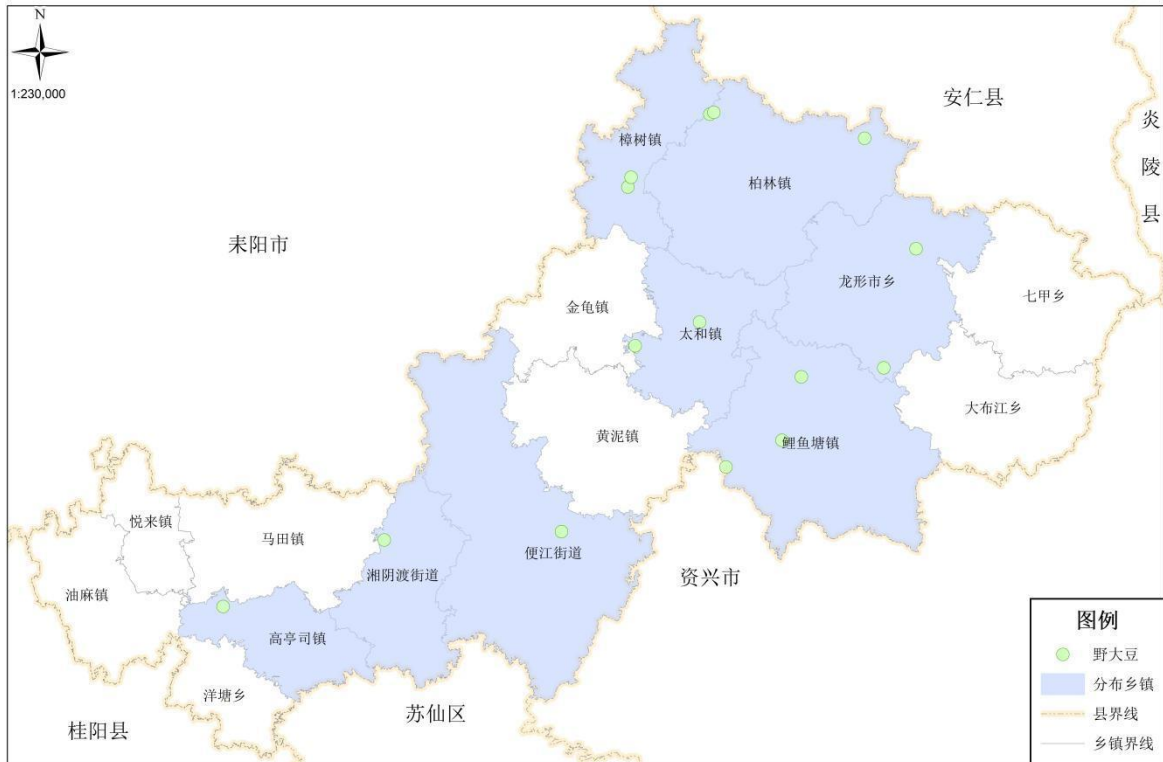 N
1:230,000
安仁县
炎陵县
樟树镇
柏林镇
耒阳市
龙形市乡
七甲乡
金龟镇
太和镇
大布江乡
黄泥镇
鲤鱼塘镇
悦来镇
马田镇
便江街道
湘阴渡街道
资兴市
油麻镇
高亭司镇
洋塘乡
苏仙区
桂阳县
图例
野大豆
分布乡镇
县界线
乡镇界线